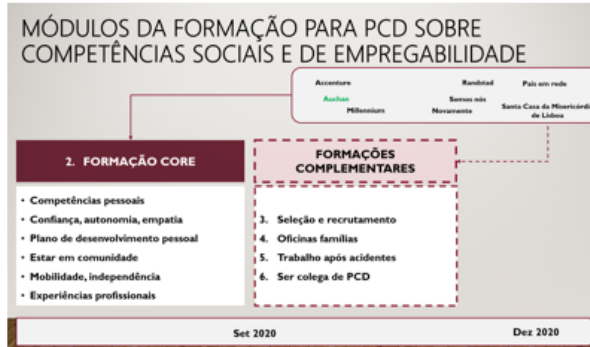 MÓDULOS DA FORMAÇÃO PARA PCD SOBRE
COMPETÊNCIAS SOCIAIS E DE EMPREGABILIDADE
Accenture
Randstad
Pais em rede
Auchan
Somos nós
Millennium
Novamente
Santa Casa da Misericórdi
de Lisboa
2. FORMAÇÃO CORE
• Competências pessoais
• Confiança, autonomia, empatia
• Plano de desenvolvimento pessoal
• Estar em comunidade
• Mobilidade, independência
• Experiências profissionais
FORMAÇÕES
COMPLEMENTARES
3. Seleção e recrutamento
4. Oficinas famílias
5. Trabalho após acidentes
6. Ser colega de PCD
Set 2020
Dez 2020